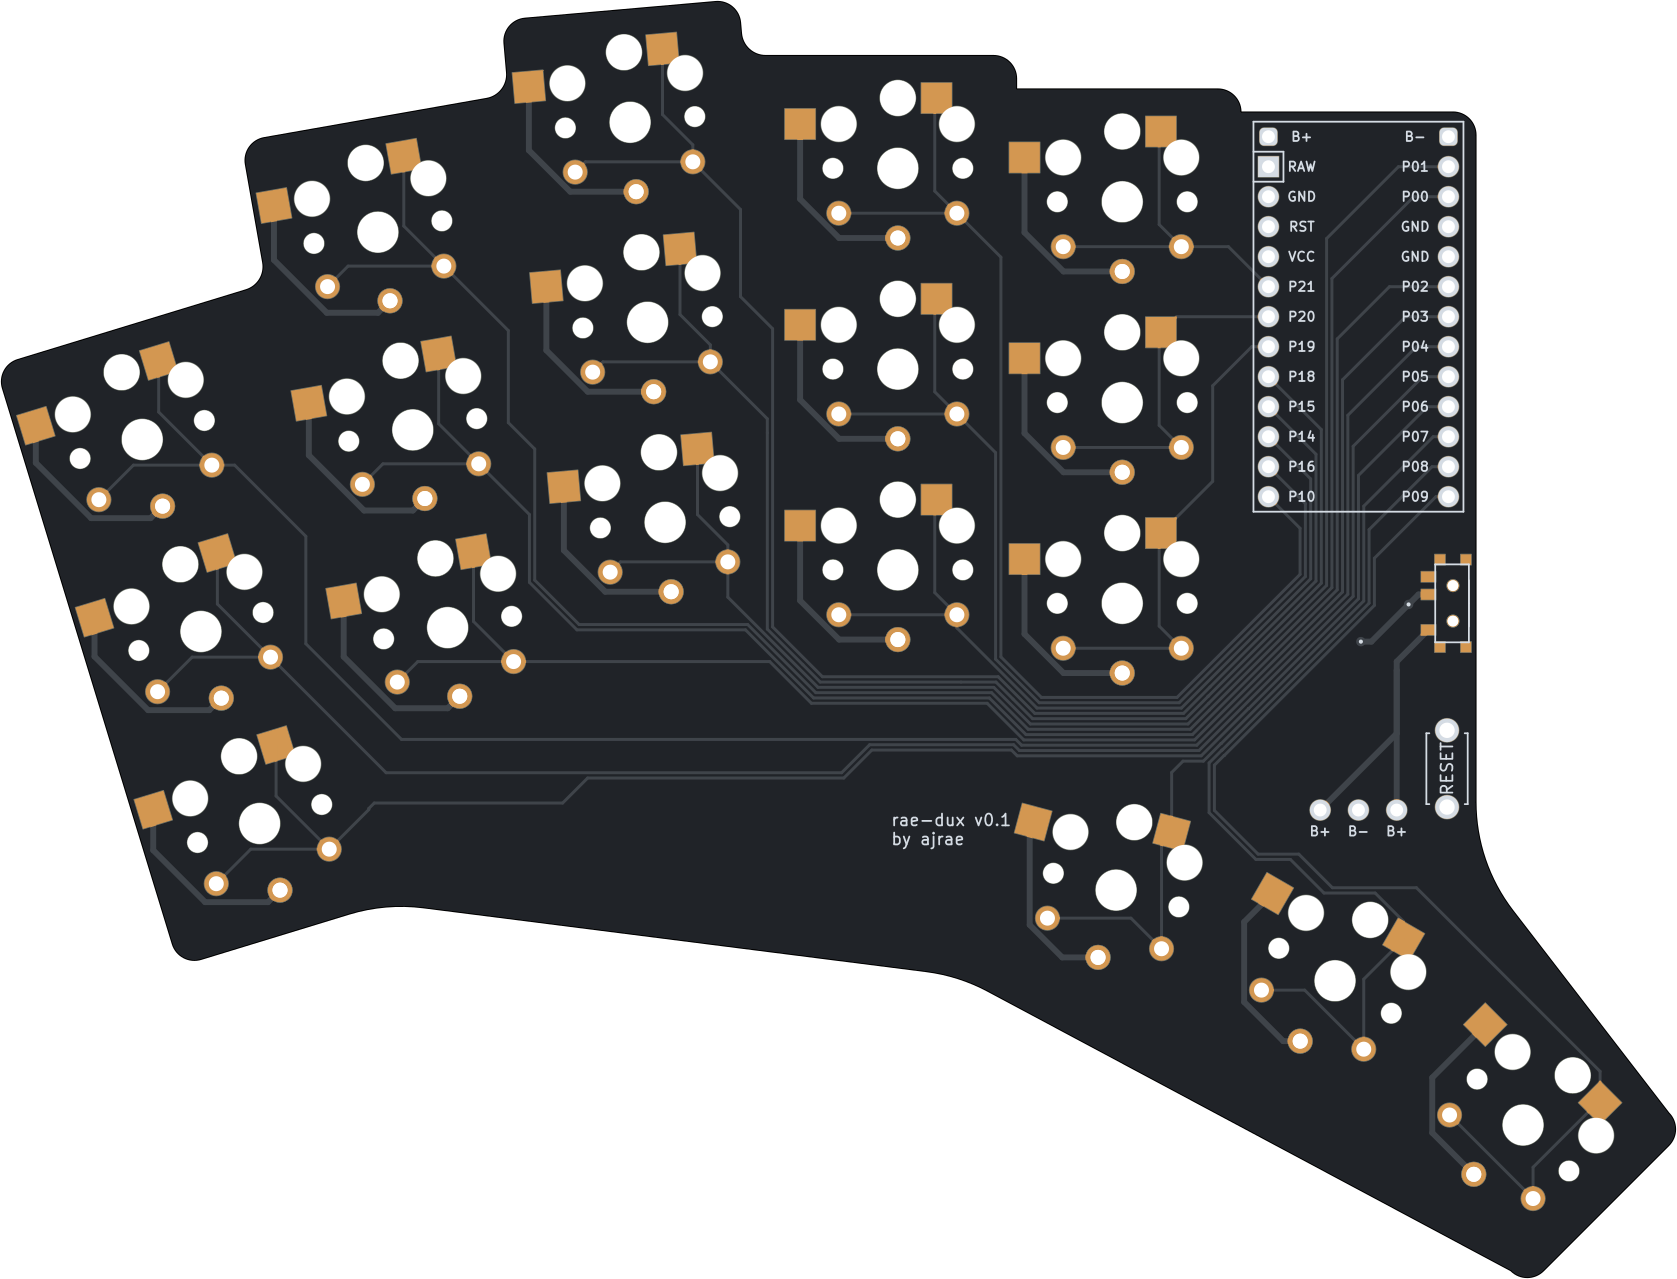 B+ B-
RAW P01
GND P00
RST GND
VCC GND
P21 P02
P20 P03
P19 P04
P18 P05
P15 P06
P14 P07
P16 P08
P10 P09
RESET
B+ B- B+
rae-dux v0.1
by ajrae